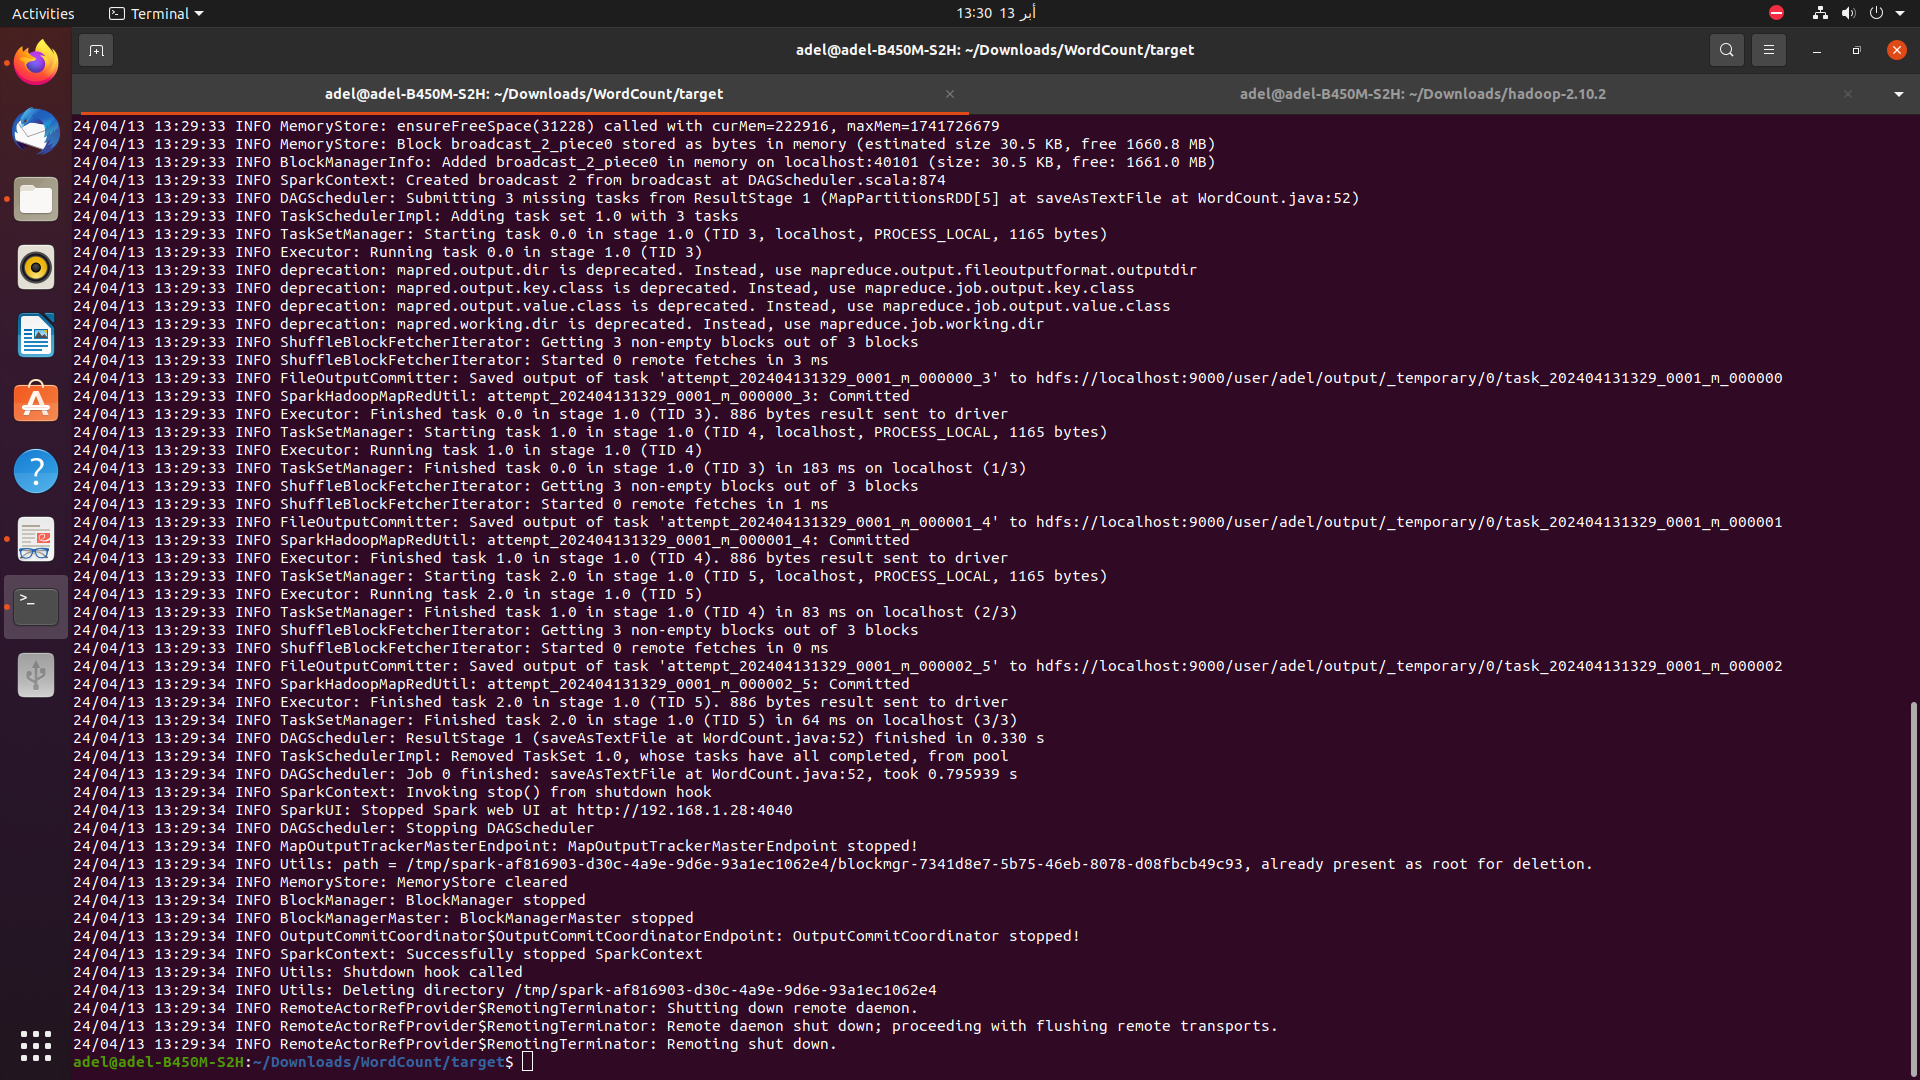 Activities
Terminal
13:30 13 أبر
adel@adel-B450M-S2H: ~/Downloads/WordCount/target
adel@adel-B450M-S2H: ~/Downloads/WordCount/target
adel@adel-B450M-S2H: ~/Downloads/hadoop-2.10.2
24/04/13 13:29:33 INFO MemoryStore: ensureFreeSpace(31228) called with curMem=222916, maxMem=1741726679
24/04/13 13:29:33 INFO MemoryStore: Block broadcast_2_piece0 stored as bytes in memory (estimated size 30.5 KB, free 1660.8 MB)
24/04/13 13:29:33 INFO BlockManagerInfo: Added broadcast_2_piece0 in memory on localhost:40101 (size: 30.5 KB, free: 1661.0 MB)
24/04/13 13:29:33 INFO SparkContext: Created broadcast 2 from broadcast at DAGScheduler.scala:874
24/04/13 13:29:33 INFO DAGScheduler: Submitting 3 missing tasks from ResultStage 1 (MapPartitionsRDD[5] at saveAsTextFile at WordCount.java:52)
24/04/13 13:29:33 INFO TaskSchedulerImpl: Adding task set 1.0 with 3 tasks
24/04/13 13:29:33 INFO TaskSetManager: Starting task 0.0 in stage 1.0 (TID 3, localhost, PROCESS_LOCAL, 1165 bytes)
24/04/13 13:29:33 INFO Executor: Running task 0.0 in stage 1.0 (TID 3)
24/04/13 13:29:33 INFO deprecation: mapred.output.dir is deprecated. Instead, use mapreduce.output.fileoutputformat.outputdir
24/04/13 13:29:33 INFO deprecation: mapred.output.key.class is deprecated. Instead, use mapreduce.job.output.key.class
24/04/13 13:29:33 INFO deprecation: mapred.output.value.class is deprecated. Instead, use mapreduce.job.output.value.class
24/04/13 13:29:33 INFO deprecation: mapred.working.dir is deprecated. Instead, use mapreduce.job.working.dir
24/04/13 13:29:33 INFO ShuffleBlockFetcherIterator: Getting 3 non-empty blocks out of 3 blocks
24/04/13 13:29:33 INFO ShuffleBlockFetcherIterator: Started 0 remote fetches in 3 ms
24/04/13 13:29:33 INFO FileOutputCommitter: Saved output of task 'attempt_202404131329_0001_m_000000_3' to hdfs://localhost:9000/user/adel/output/_temporary/0/task_202404131329_0001_m_000000
24/04/13 13:29:33 INFO SparkHadoopMapRedUtil: attempt_202404131329_0001_m_000000_3: Committed
24/04/13 13:29:33 INFO Executor: Finished task 0.0 in stage 1.0 (TID 3). 886 bytes result sent to driver
24/04/13 13:29:33 INFO TaskSetManager: Starting task 1.0 in stage 1.0 (TID 4, localhost, PROCESS_LOCAL, 1165 bytes)
24/04/13 13:29:33 INFO Executor: Running task 1.0 in stage 1.0 (TID 4)
24/04/13 13:29:33 INFO TaskSetManager: Finished task 0.0 in stage 1.0 (TID 3) in 183 ms on localhost (1/3)
24/04/13 13:29:33 INFO ShuffleBlockFetcherIterator: Getting 3 non-empty blocks out of 3 blocks
24/04/13 13:29:33 INFO ShuffleBlockFetcherIterator: Started 0 remote fetches in 1 ms
24/04/13 13:29:33 INFO FileOutputCommitter: Saved output of task 'attempt_202404131329_0001_m_000001_4' to hdfs://localhost:9000/user/adel/output/_temporary/0/task_202404131329_0001_m_000001
24/04/13 13:29:33 INFO SparkHadoopMapRedUtil: attempt_202404131329_0001_m_000001_4: Committed
24/04/13 13:29:33 INFO Executor: Finished task 1.0 in stage 1.0 (TID 4). 886 bytes result sent to driver
24/04/13 13:29:33 INFO TaskSetManager: Starting task 2.0 in stage 1.0 (TID 5, localhost, PROCESS_LOCAL, 1165 bytes)
24/04/13 13:29:33 INFO Executor: Running task 2.0 in stage 1.0 (TID 5)
24/04/13 13:29:33 INFO TaskSetManager: Finished task 1.0 in stage 1.0 (TID 4) in 83 ms on localhost (2/3)
24/04/13 13:29:33 INFO ShuffleBlockFetcherIterator: Getting 3 non-empty blocks out of 3 blocks
24/04/13 13:29:33 INFO ShuffleBlockFetcherIterator: Started 0 remote fetches in 0 ms
24/04/13 13:29:34 INFO FileOutputCommitter: Saved output of task 'attempt_202404131329_0001_m_000002_5' to hdfs://localhost:9000/user/adel/output/_temporary/0/task_202404131329_0001_m_000002
24/04/13 13:29:34 INFO SparkHadoopMapRedUtil: attempt_202404131329_0001_m_000002_5: Committed
24/04/13 13:29:34 INFO Executor: Finished task 2.0 in stage 1.0 (TID 5). 886 bytes result sent to driver
24/04/13 13:29:34 INFO TaskSetManager: Finished task 2.0 in stage 1.0 (TID 5) in 64 ms on localhost (3/3)
24/04/13 13:29:34 INFO DAGScheduler: ResultStage 1 (saveAsTextFile at WordCount.java:52) finished in 0.330 s
24/04/13 13:29:34 INFO TaskSchedulerImpl: Removed TaskSet 1.0, whose tasks have all completed, from pool
24/04/13 13:29:34 INFO DAGScheduler: Job 0 finished: saveAsTextFile at WordCount.java:52, took 0.795939 s
24/04/13 13:29:34 INFO SparkContext: Invoking stop() from shutdown hook
24/04/13 13:29:34 INFO SparkUI: Stopped Spark web UI at http://192.168.1.28:4040
24/04/13 13:29:34 INFO DAGScheduler: Stopping DAGScheduler
24/04/13 13:29:34 INFO MapOutputTrackerMasterEndpoint: MapOutputTrackerMasterEndpoint stopped!
24/04/13 13:29:34 INFO Utils: path = /tmp/spark-af816903-d30c-4a9e-9d6e-93a1ec1062e4/blockmgr-7341d8e7-5b75-46eb-8078-d08fbcb49c93, already present as root for deletion.
24/04/13 13:29:34 INFO MemoryStore: MemoryStore cleared
24/04/13 13:29:34 INFO BlockManager: BlockManager stopped
24/04/13 13:29:34 INFO BlockManagerMaster: BlockManagerMaster stopped
24/04/13 13:29:34 INFO OutputCommitCoordinator$OutputCommitCoordinatorEndpoint: OutputCommitCoordinator stopped!
24/04/13 13:29:34 INFO SparkContext: Successfully stopped SparkContext
24/04/13 13:29:34 INFO Utils: Shutdown hook called
24/04/13 13:29:34 INFO Utils: Deleting directory /tmp/spark-af816903-d30c-4a9e-9d6e-93a1ec1062e4
24/04/13 13:29:34 INFO RemoteActorRefProvider$RemotingTerminator: Shutting down remote daemon.
24/04/13 13:29:34 INFO RemoteActorRefProvider$RemotingTerminator: Remote daemon shut down; proceeding with flushing remote transports.
24/04/13 13:29:34 INFO RemoteActorRefProvider$RemotingTerminator: Remoting shut down.
adel@adel-B450M-S2H:~/Downloads/WordCount/target$